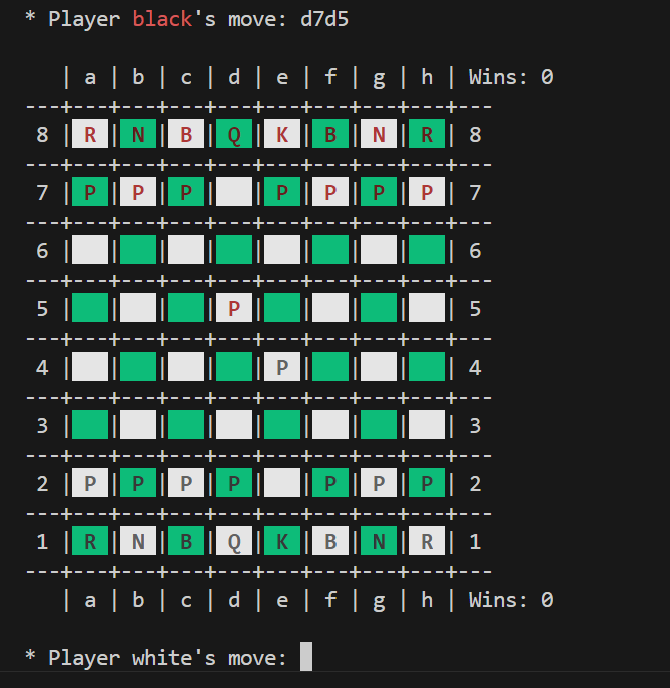 * Player black's move: d7d5
| a | b | c | d | e | f | g | h | Wins: 0
---+---+---+---+---+---+---+---+---
8 | R | N | B | Q | K | B | N | R | 8
---+---+---+---+---+---+---+---+---
7 | P | P | P |   | P | P | P | P | 7
---+---+---+---+---+---+---+---+---
6 |   |   |   |   |   |   |   |   | 6
---+---+---+---+---+---+---+---+---
5 |   |   |   | P |   |   |   |   | 5
---+---+---+---+---+---+---+---+---
4 |   |   |   |   | P |   |   |   | 4
---+---+---+---+---+---+---+---+---
3 |   |   |   |   |   |   |   |   | 3
---+---+---+---+---+---+---+---+---
2 | P | P | P | P |   | P | P | P | 2
---+---+---+---+---+---+---+---+---
1 | R | N | B | Q | K | B | N | R | 1
---+---+---+---+---+---+---+---+---
| a | b | c | d | e | f | g | h | Wins: 0
* Player white's move: